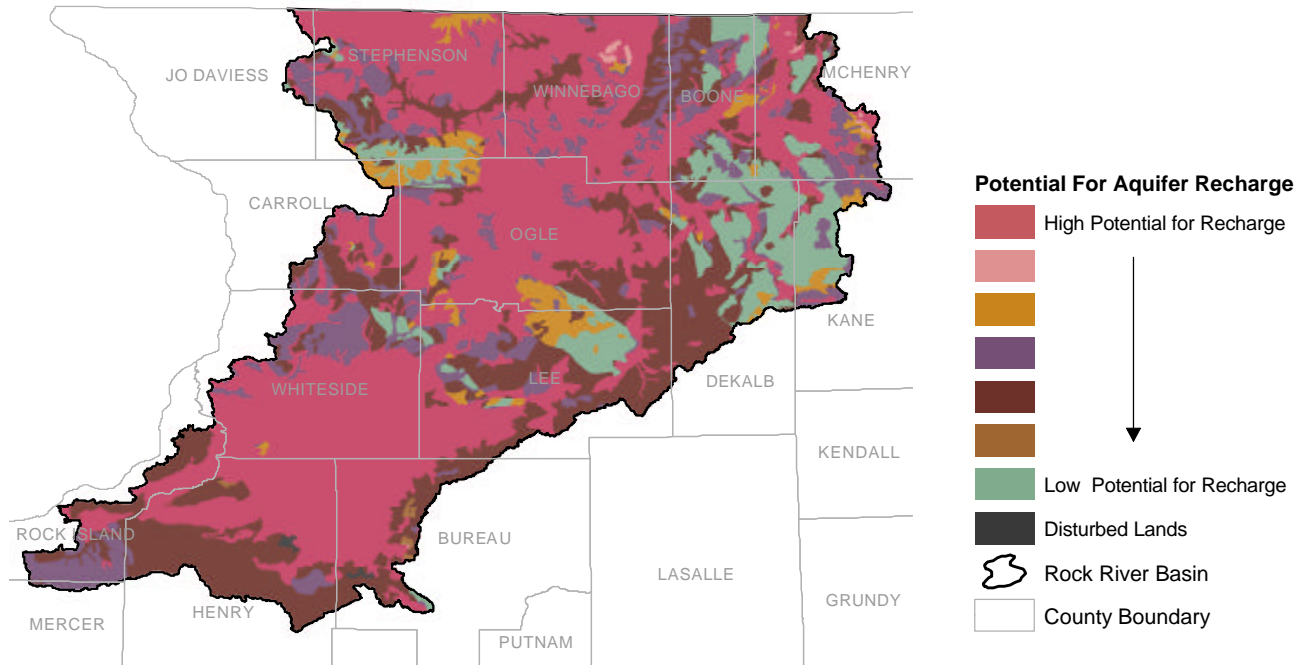 STEPHENSON
JO DAVIESS
MCHENRY
WINNEBAGO
BOONE
CARROLL
OGLE
KANE
WHITESIDE
LEE
DEKALB
KENDALL
ROCK ISLAND
BUREAU
LASALLE
GRUNDY
HENRY
MERCER
PUTNAM
Potential For Aquifer Recharge
High Potential for Recharge
Low Potential for Recharge
Disturbed Lands
Rock River Basin
County Boundary